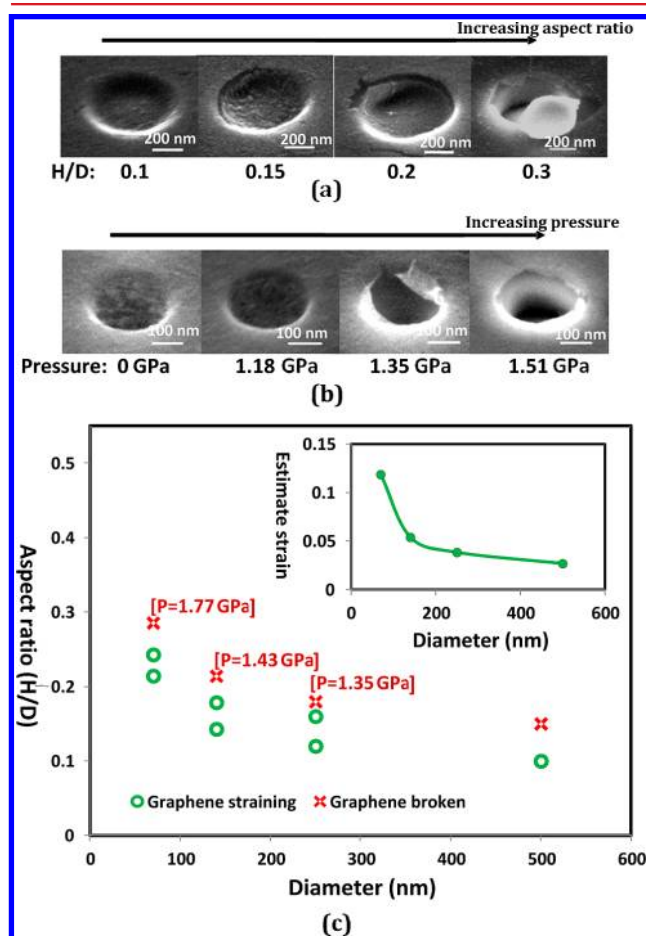 Increasing aspect ratio
200 nm 200 nm 200 nm 200 nm
H/D: 0.1 0.15 0.2 0.3
(a)
Increasing pressure
100 nm 100 nm 100 nm 100 nm
Pressure: 0 GPa 1.18 GPa 1.35 GPa 1.51 GPa
(b)
Aspect ratio (H/D)
0.5
0.4
0.3
0.2
0.1
0
0 100 200 300 400 500 600
Diameter (nm)
[P=1.77 GPa]
[P=1.43 GPa]
[P=1.35 GPa]
Graphene straining Graphene broken
Estimate strain
0.15
0.1
0.05
0
0 200 400 600
Diameter (nm)
(c)